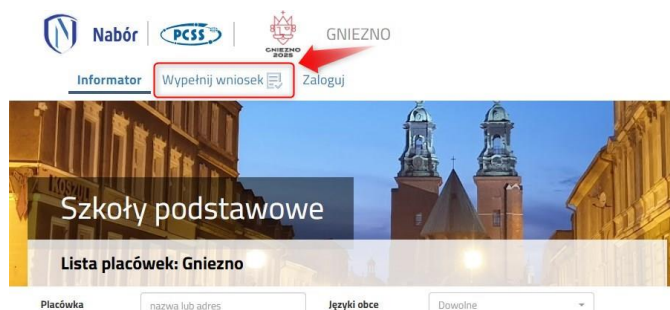 Nabór
PCSS
GNIEZNO
2025
GNIEZNO
Informator
Wypełnij wniosek
Zaloguj
Szkoły podstawowe
Lista placówek: Gniezno
Placówka
nazwa lub adres
Języki obce
Dowolne